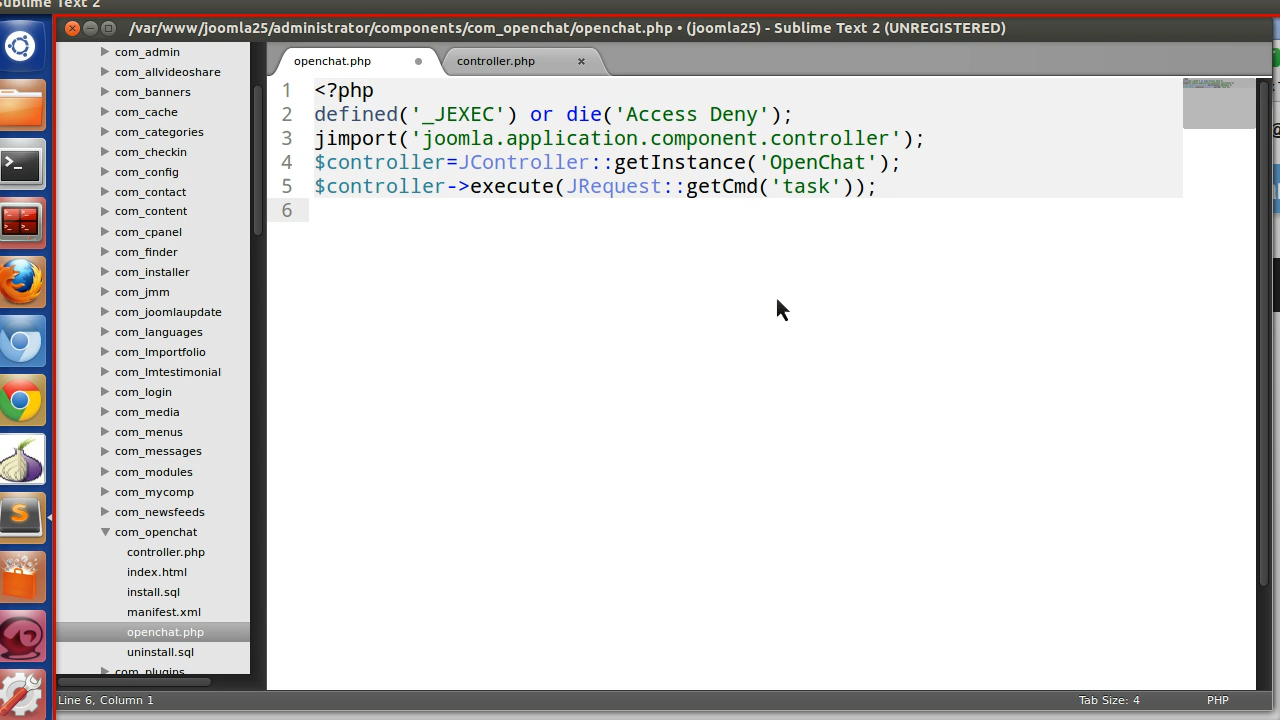 Sublime Text 2
/var/www/joomla25/administrator/components/com_openchat/openchat.php • (joomla25) - Sublime Text 2 (UNREGISTERED)
openchat.php
controller.php
com_admin
com_allvideoshare
com_banners
com_cache
com_categories
com_checkin
com_config
com_contact
com_content
com_cpanel
com_finder
com_installer
com_jmm
com_joomlaupdate
com_languages
com_lmportfolio
com_lmtestimonial
com_login
com_media
com_menus
com_messages
com_modules
com_mycomp
com_newsfeeds
com_openchat
controller.php
index.html
install.sql
manifest.xml
openchat.php
uninstall.sql
com_plugins
1 <?php
2 defined('_JEXEC') or die('Access Deny');
3 jimport('joomla.application.component.controller');
4 $controller=JController::getInstance('OpenChat');
5 $controller->execute(JRequest::getCmd('task'));
6
Line 6, Column 1
Tab Size: 4
PHP